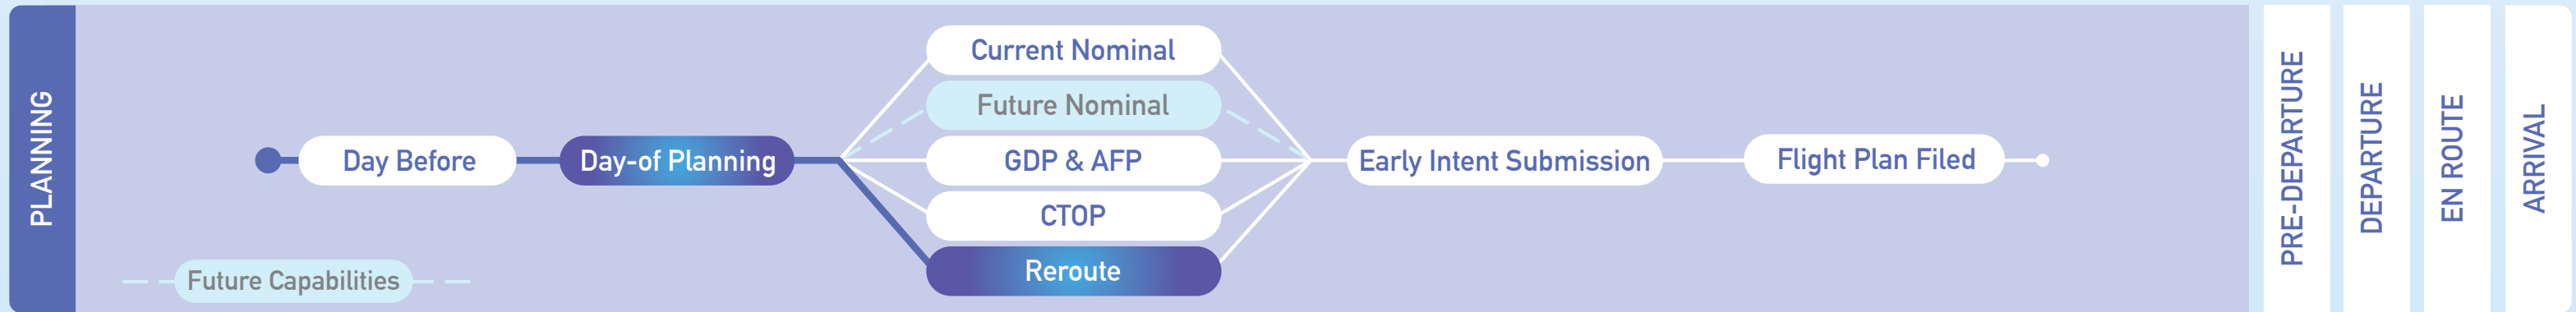 PLANNING
Day Before
Day-of Planning
Current Nominal
Future Nominal
GDP & AFP
CTOP
Reroute
Early Intent Submission
Flight Plan Filed
Future Capabilities
PRE-DEPARTURE
DEPARTURE
EN ROUTE
ARRIVAL